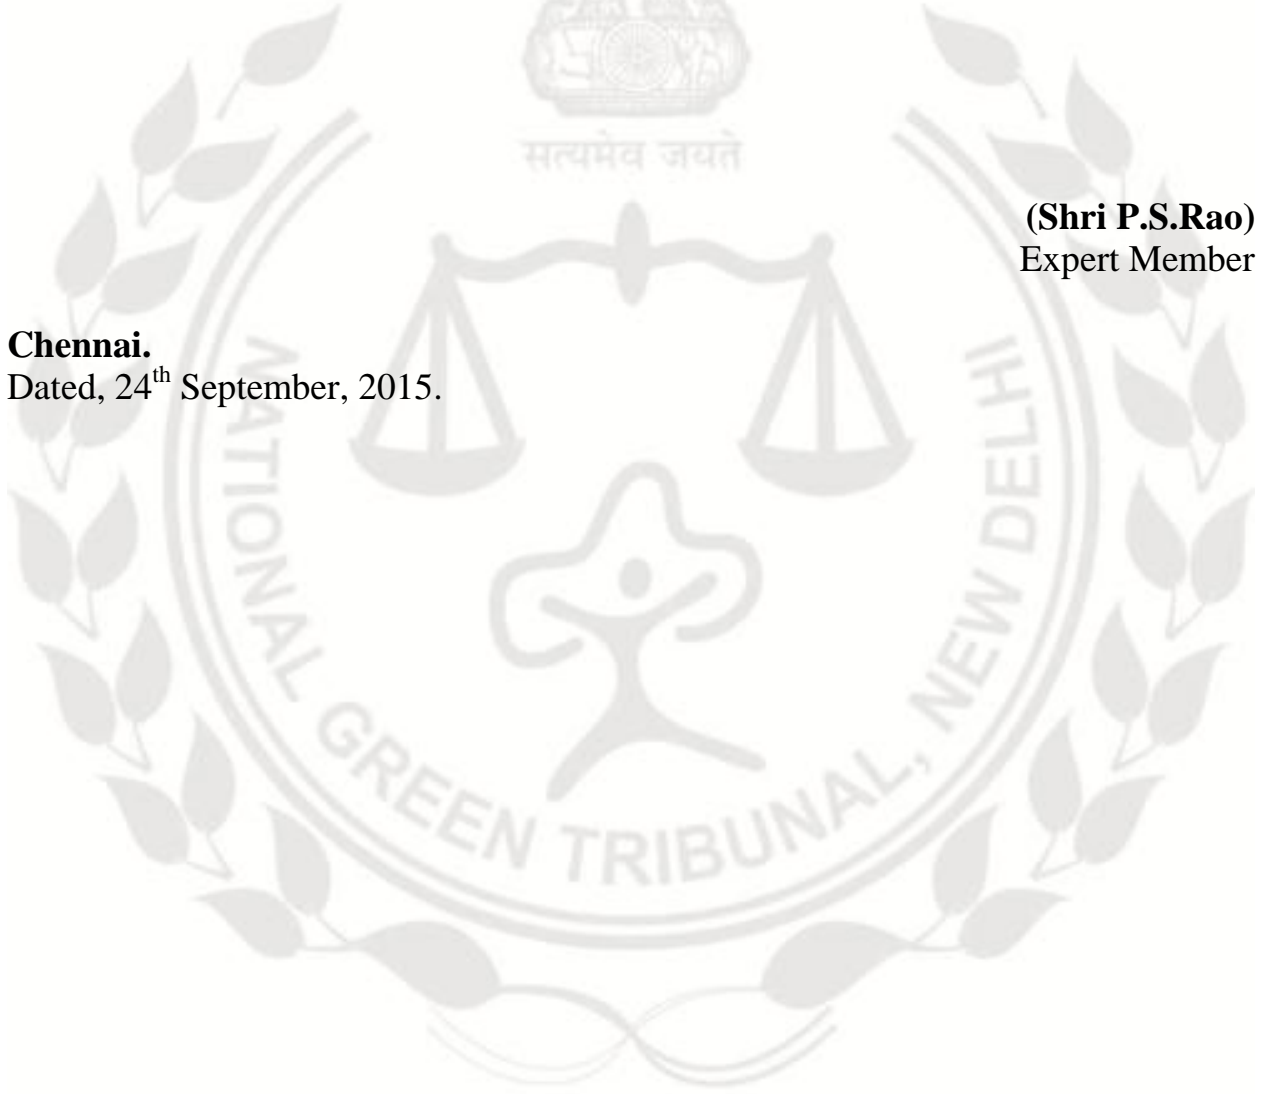 सत्यमेव जयते
(Shri P.S.Rao)
Expert Member
Chennai.
Dated, 24th September, 2015.
NATIONAL GREEN TRIBUNAL, NEW DELHI